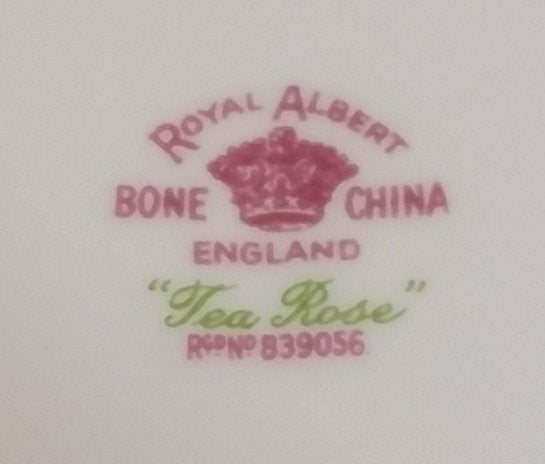 ROYAL ALBERT
BONE CHINA
ENGLAND
"Tea Rose"
RGD NO 839056